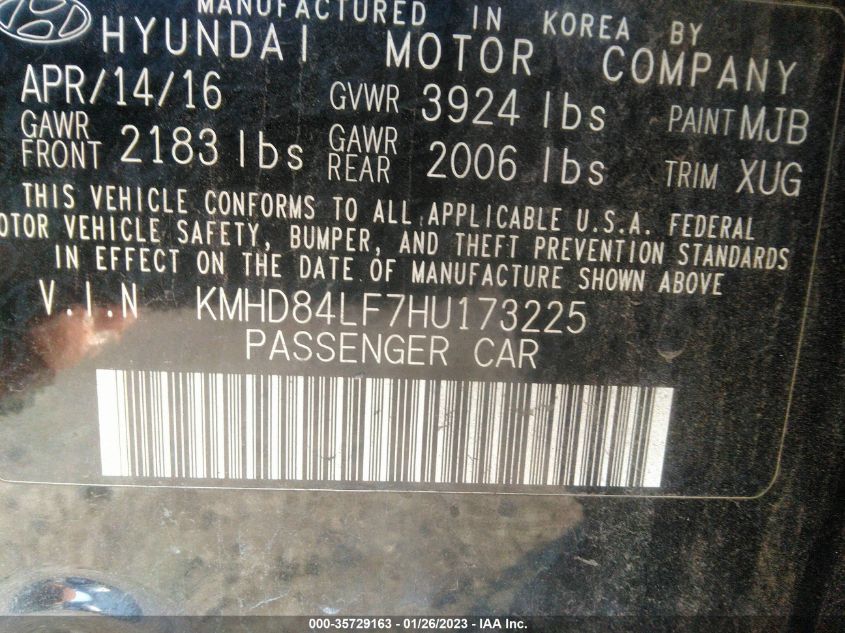 MANUFACTURED IN KOREA BY
HYUNDAI MOTOR COMPANY
APR/14/16 GVWR 3924 lbs PAINT MJB
GAWR FRONT 2183 lbs GAWR REAR 2006 lbs TRIM XUG
THIS VEHICLE CONFORMS TO ALL APPLICABLE U.S.A. FEDERAL
OTOR VEHICLE SAFETY, BUMPER, AND THEFT PREVENTION STANDARDS
IN EFFECT ON THE DATE OF MANUFACTURE SHOWN ABOVE
V.I.N KMHD84LF7HU173225
PASSENGER CAR
000-35729163 - 01/26/2023 - IAA Inc.